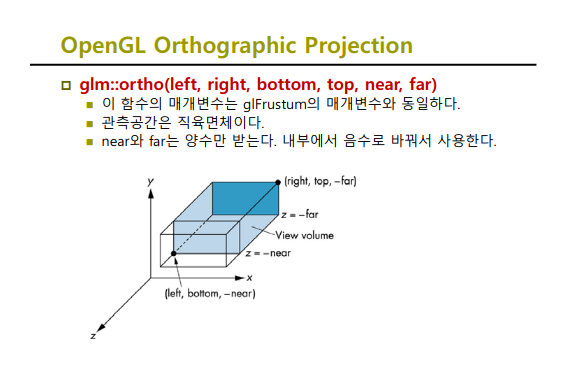 OpenGL Orthographic Projection
glm::ortho(left, right, bottom, top, near, far)
이 함수의 매개변수는 glFrustum의 매개변수와 동일하다.
관측공간은 직육면체이다.
near와 far는 양수만 받는다. 내부에서 음수로 바꿔서 사용한다.
y
(right, top, –far)
z = –far
View volume
z = –near
x
(left, bottom, –near)
z